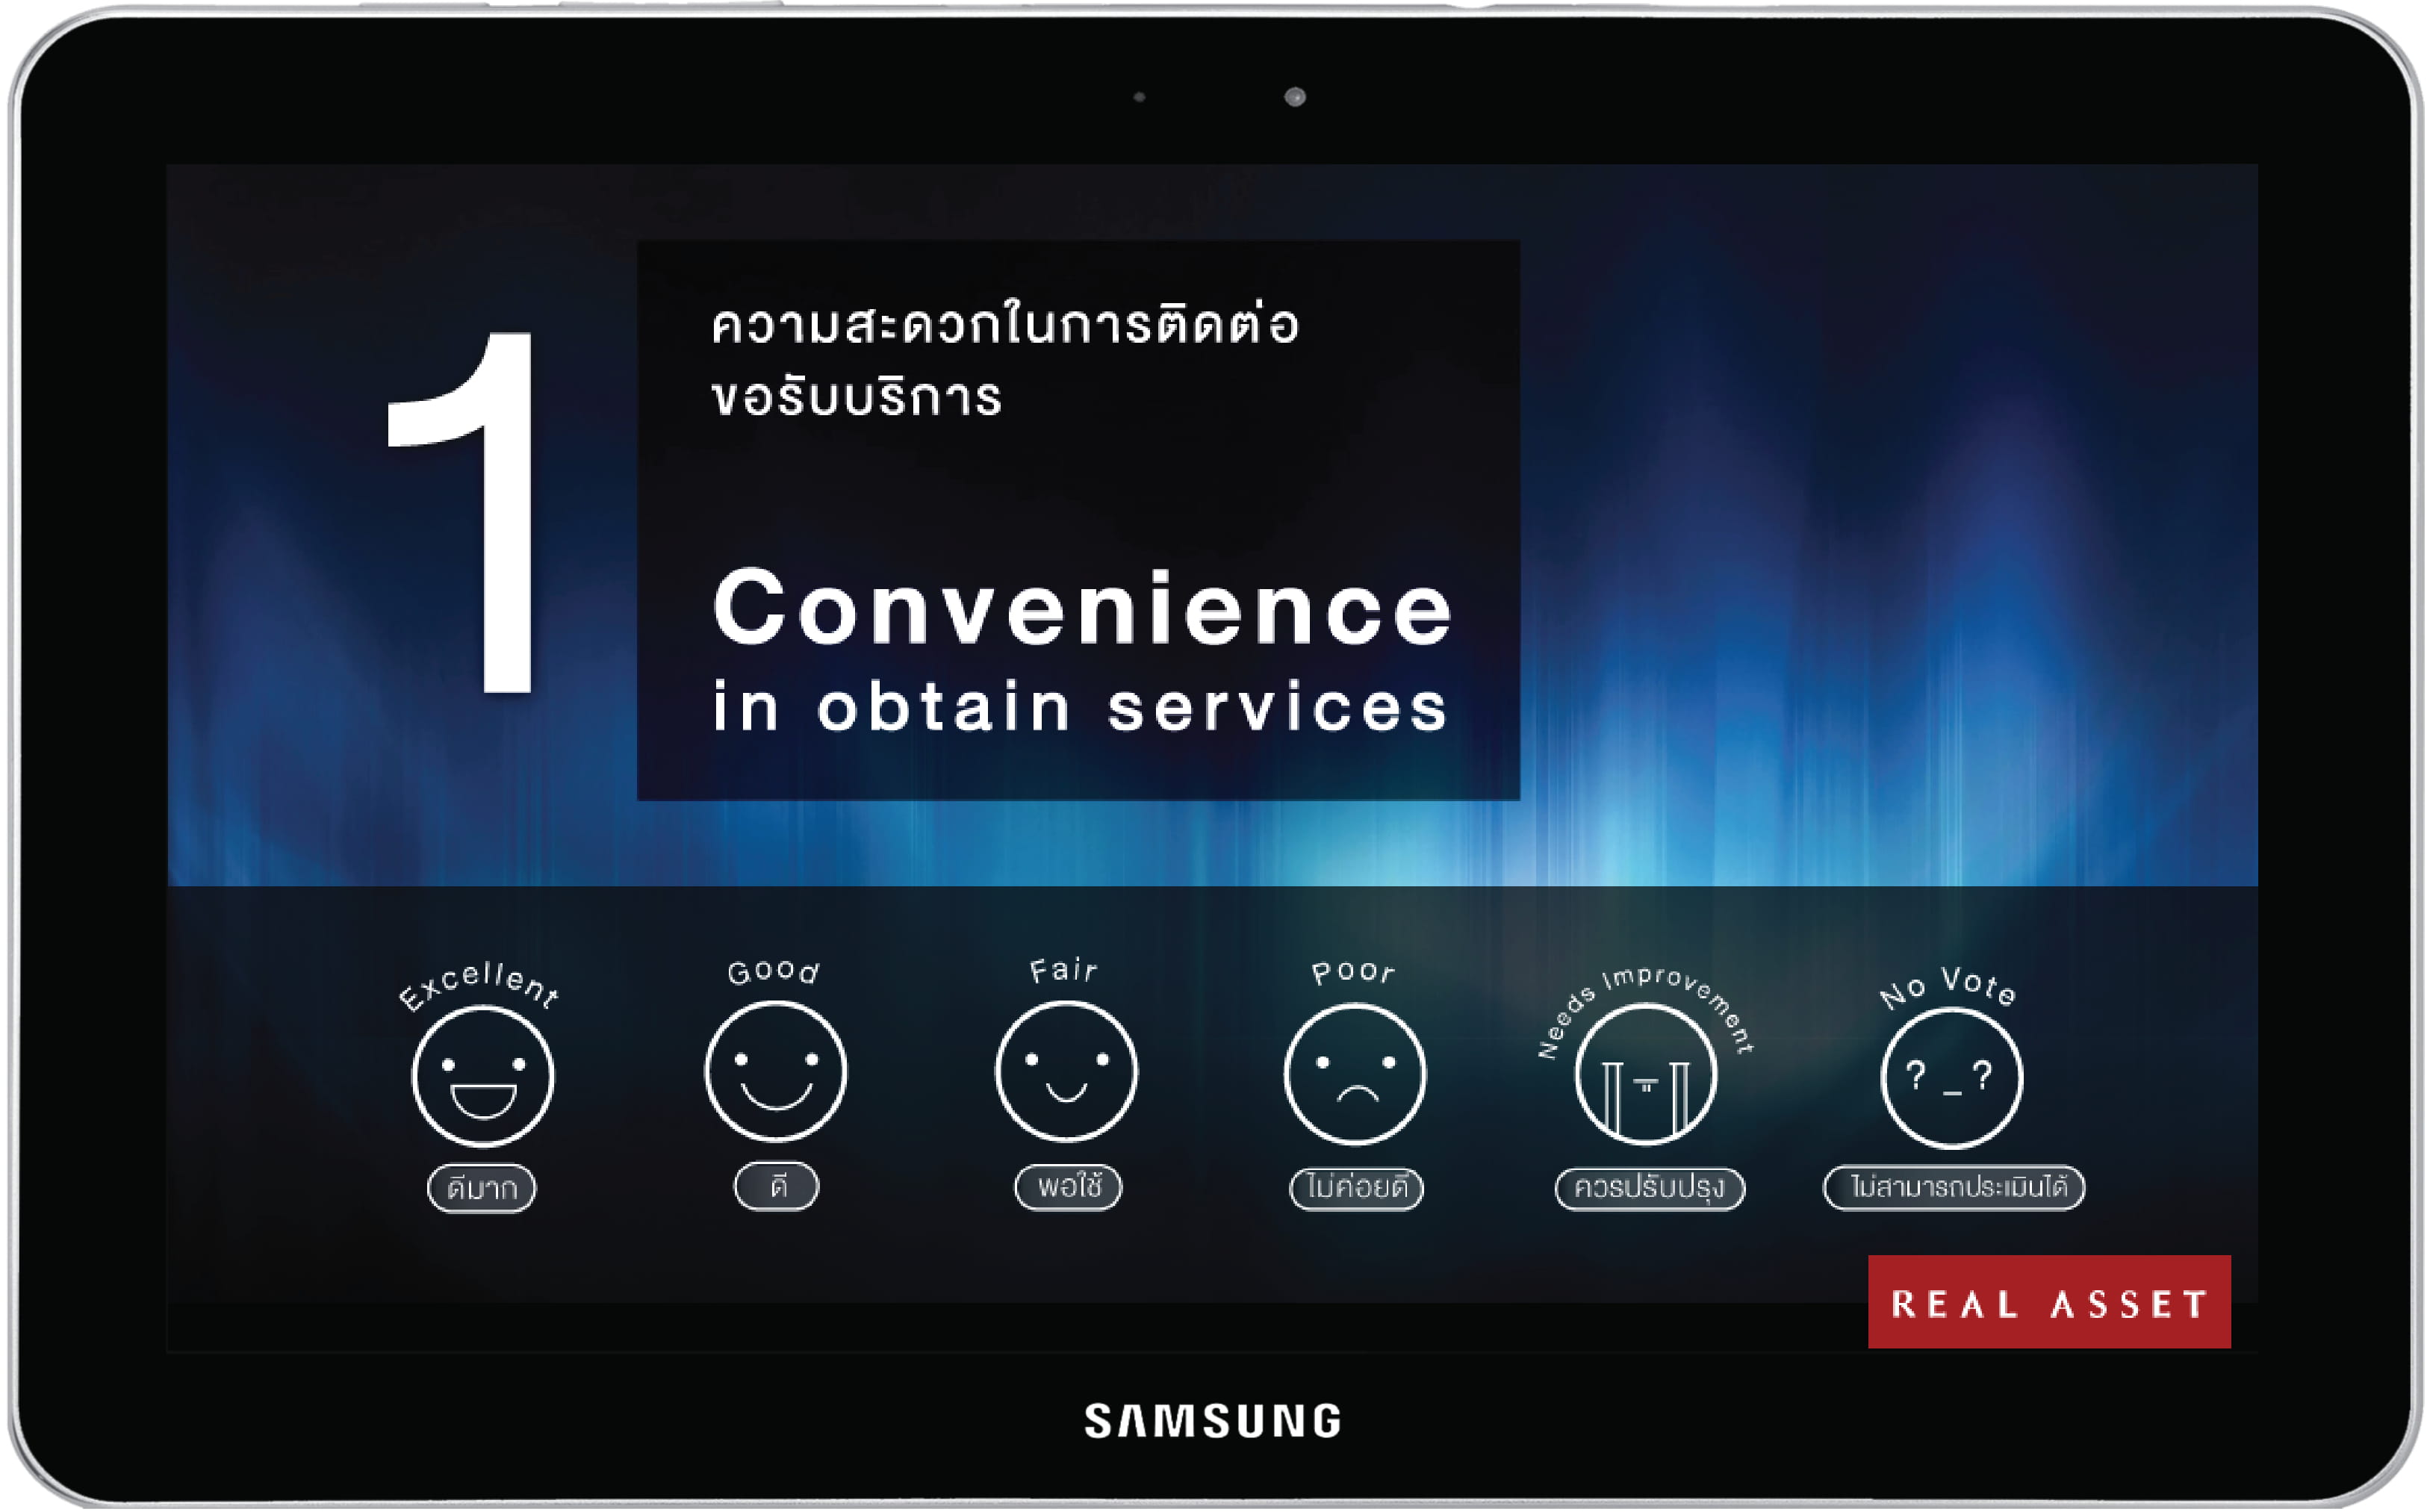 1
ความสะดวกในการติดต่อ
ขอรับบริการ
Convenience
in obtain services
Excellent
Good
Fair
Poor
Needs Improvement
No Vote
? _ ?
ดีมาก
ดี
พอใช้
ไม่ค่อยดี
ควรปรับปรุง
ไม่สามารถประเมินได้
REAL ASSET
SAMSUNG